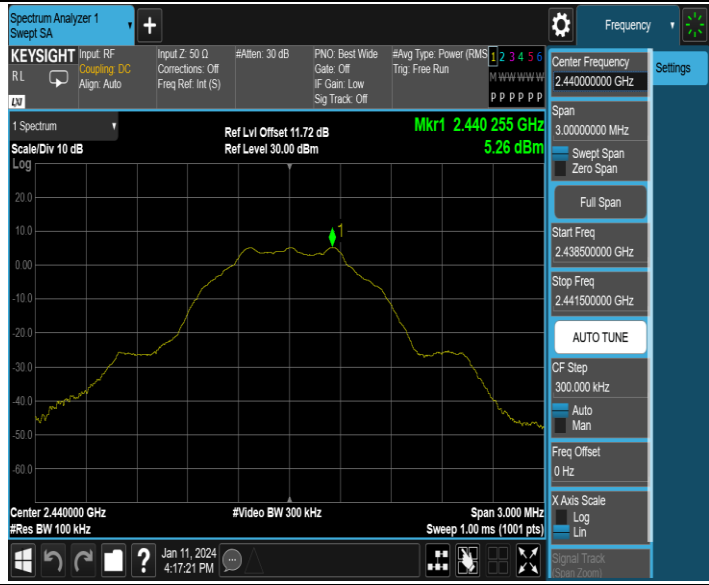 Spectrum Analyzer 1
Swept SA
+
Frequency
KEYSIGHT
RL
LXI
Input: RF
Coupling: DC
Align: Auto
Input Z: 50 Ω
Corrections: Off
Freq Ref: Int (S)
#Atten: 30 dB
PNO: Best Wide
Gate: Off
IF Gain: Low
Sig Track: Off
#Avg Type: Power (RMS
Trig: Free Run
1 2 3 4 5 6
M W W W W W
P P P P P P
Center Frequency
2.440000000 GHz
Settings
Span
3.00000000 MHz
Swept Span
Zero Span
Full Span
Start Freq
2.438500000 GHz
Stop Freq
2.441500000 GHz
AUTO TUNE
CF Step
300.000 kHz
Auto
Man
Freq Offset
0 Hz
X Axis Scale
Log
Lin
Signal Track
(Span Zoom)
1 Spectrum
Scale/Div 10 dB
Log
Ref Lvl Offset 11.72 dB
Ref Level 30.00 dBm
Mkr1 2.440 255 GHz
5.26 dBm
1
20.0
10.0
0.00
-10.0
-20.0
-30.0
-40.0
-50.0
-60.0
Center 2.440000 GHz
#Res BW 100 kHz
#Video BW 300 kHz
Span 3.000 MHz
Sweep 1.00 ms (1001 pts)
?
Jan 11, 2024
4:17:21 PM